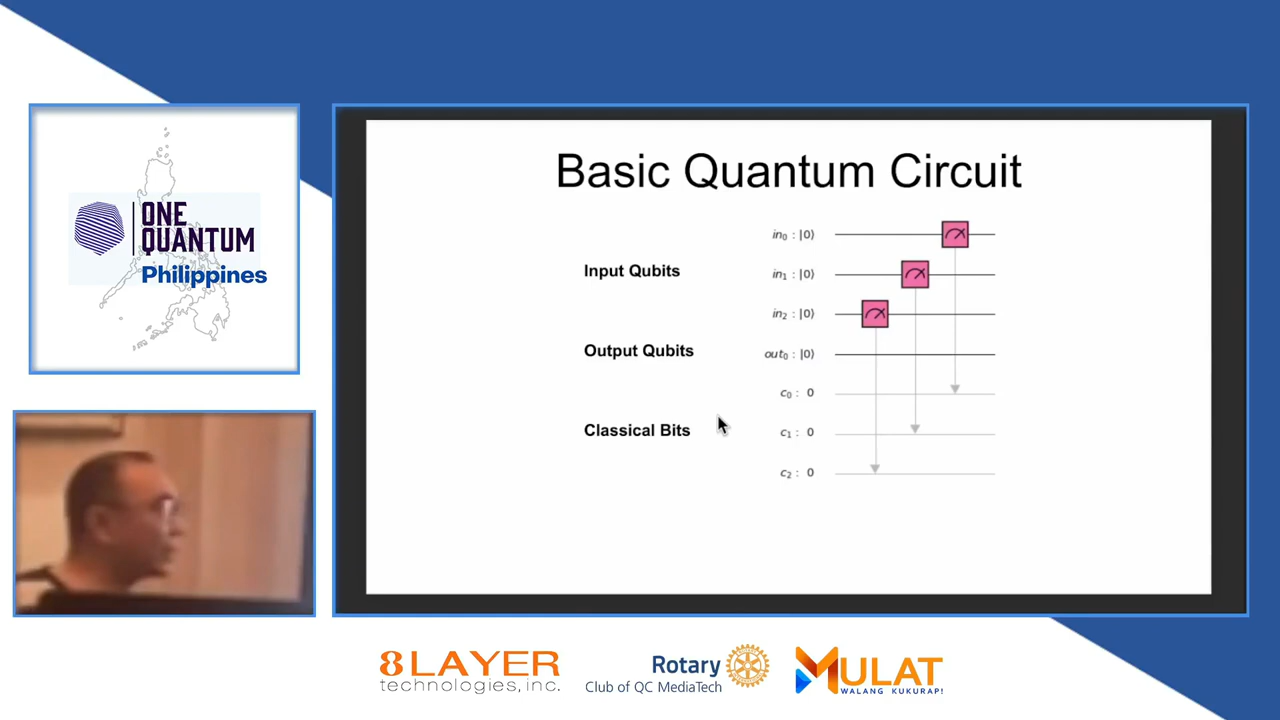 ONE
QUANTUM
Philippines
Basic Quantum Circuit
Input Qubits
Output Qubits
Classical Bits
in₀ : |0⟩
in₁ : |0⟩
in₂ : |0⟩
out₀ : |0⟩
c₀ : 0
c₁ : 0
c₂ : 0
8LAYER
technologies, inc.
Rotary
Club of QC MediaTech
MULAT
WALANG KUKURAP!